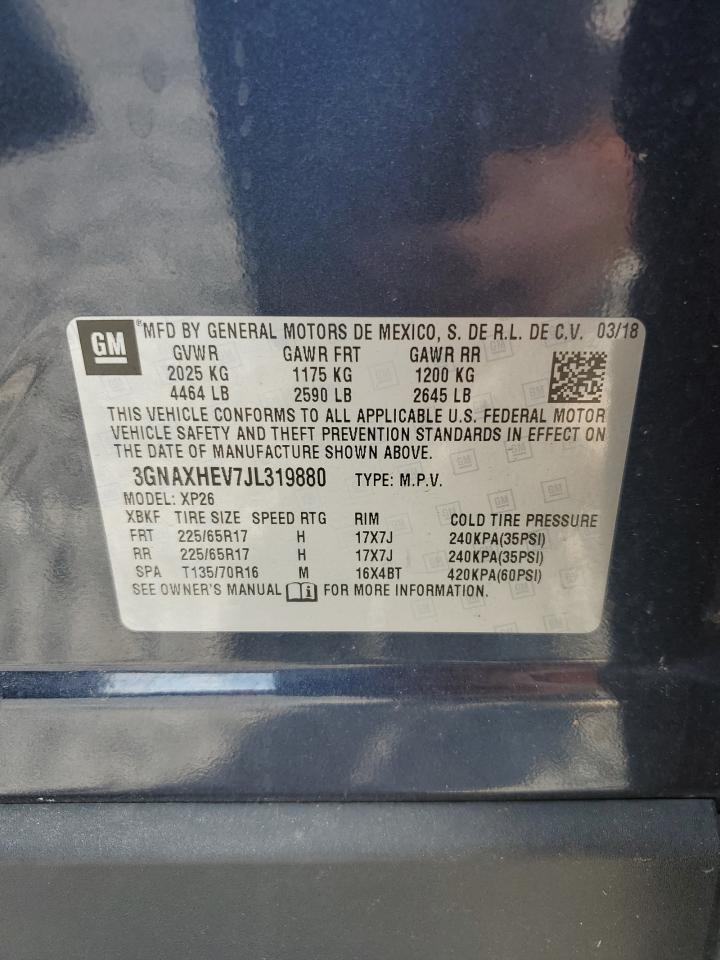 GM ® MFD BY GENERAL MOTORS DE MEXICO, S. DE R.L. DE C.V. 03/18
GVWR GAWR FRT GAWR RR
2025 KG 1175 KG 1200 KG
4464 LB 2590 LB 2645 LB
THIS VEHICLE CONFORMS TO ALL APPLICABLE U.S. FEDERAL MOTOR
VEHICLE SAFETY AND THEFT PREVENTION STANDARDS IN EFFECT ON
THE DATE OF MANUFACTURE SHOWN ABOVE.
3GNAXHEV7JL319880 TYPE: M.P.V.
MODEL: XP26
XBKF TIRE SIZE SPEED RTG RIM COLD TIRE PRESSURE
FRT 225/65R17 H 17X7J 240KPA(35PSI)
RR 225/65R17 H 17X7J 240KPA(35PSI)
SPA T135/70R16 M 16X4BT 420KPA(60PSI)
SEE OWNER'S MANUAL i FOR MORE INFORMATION.